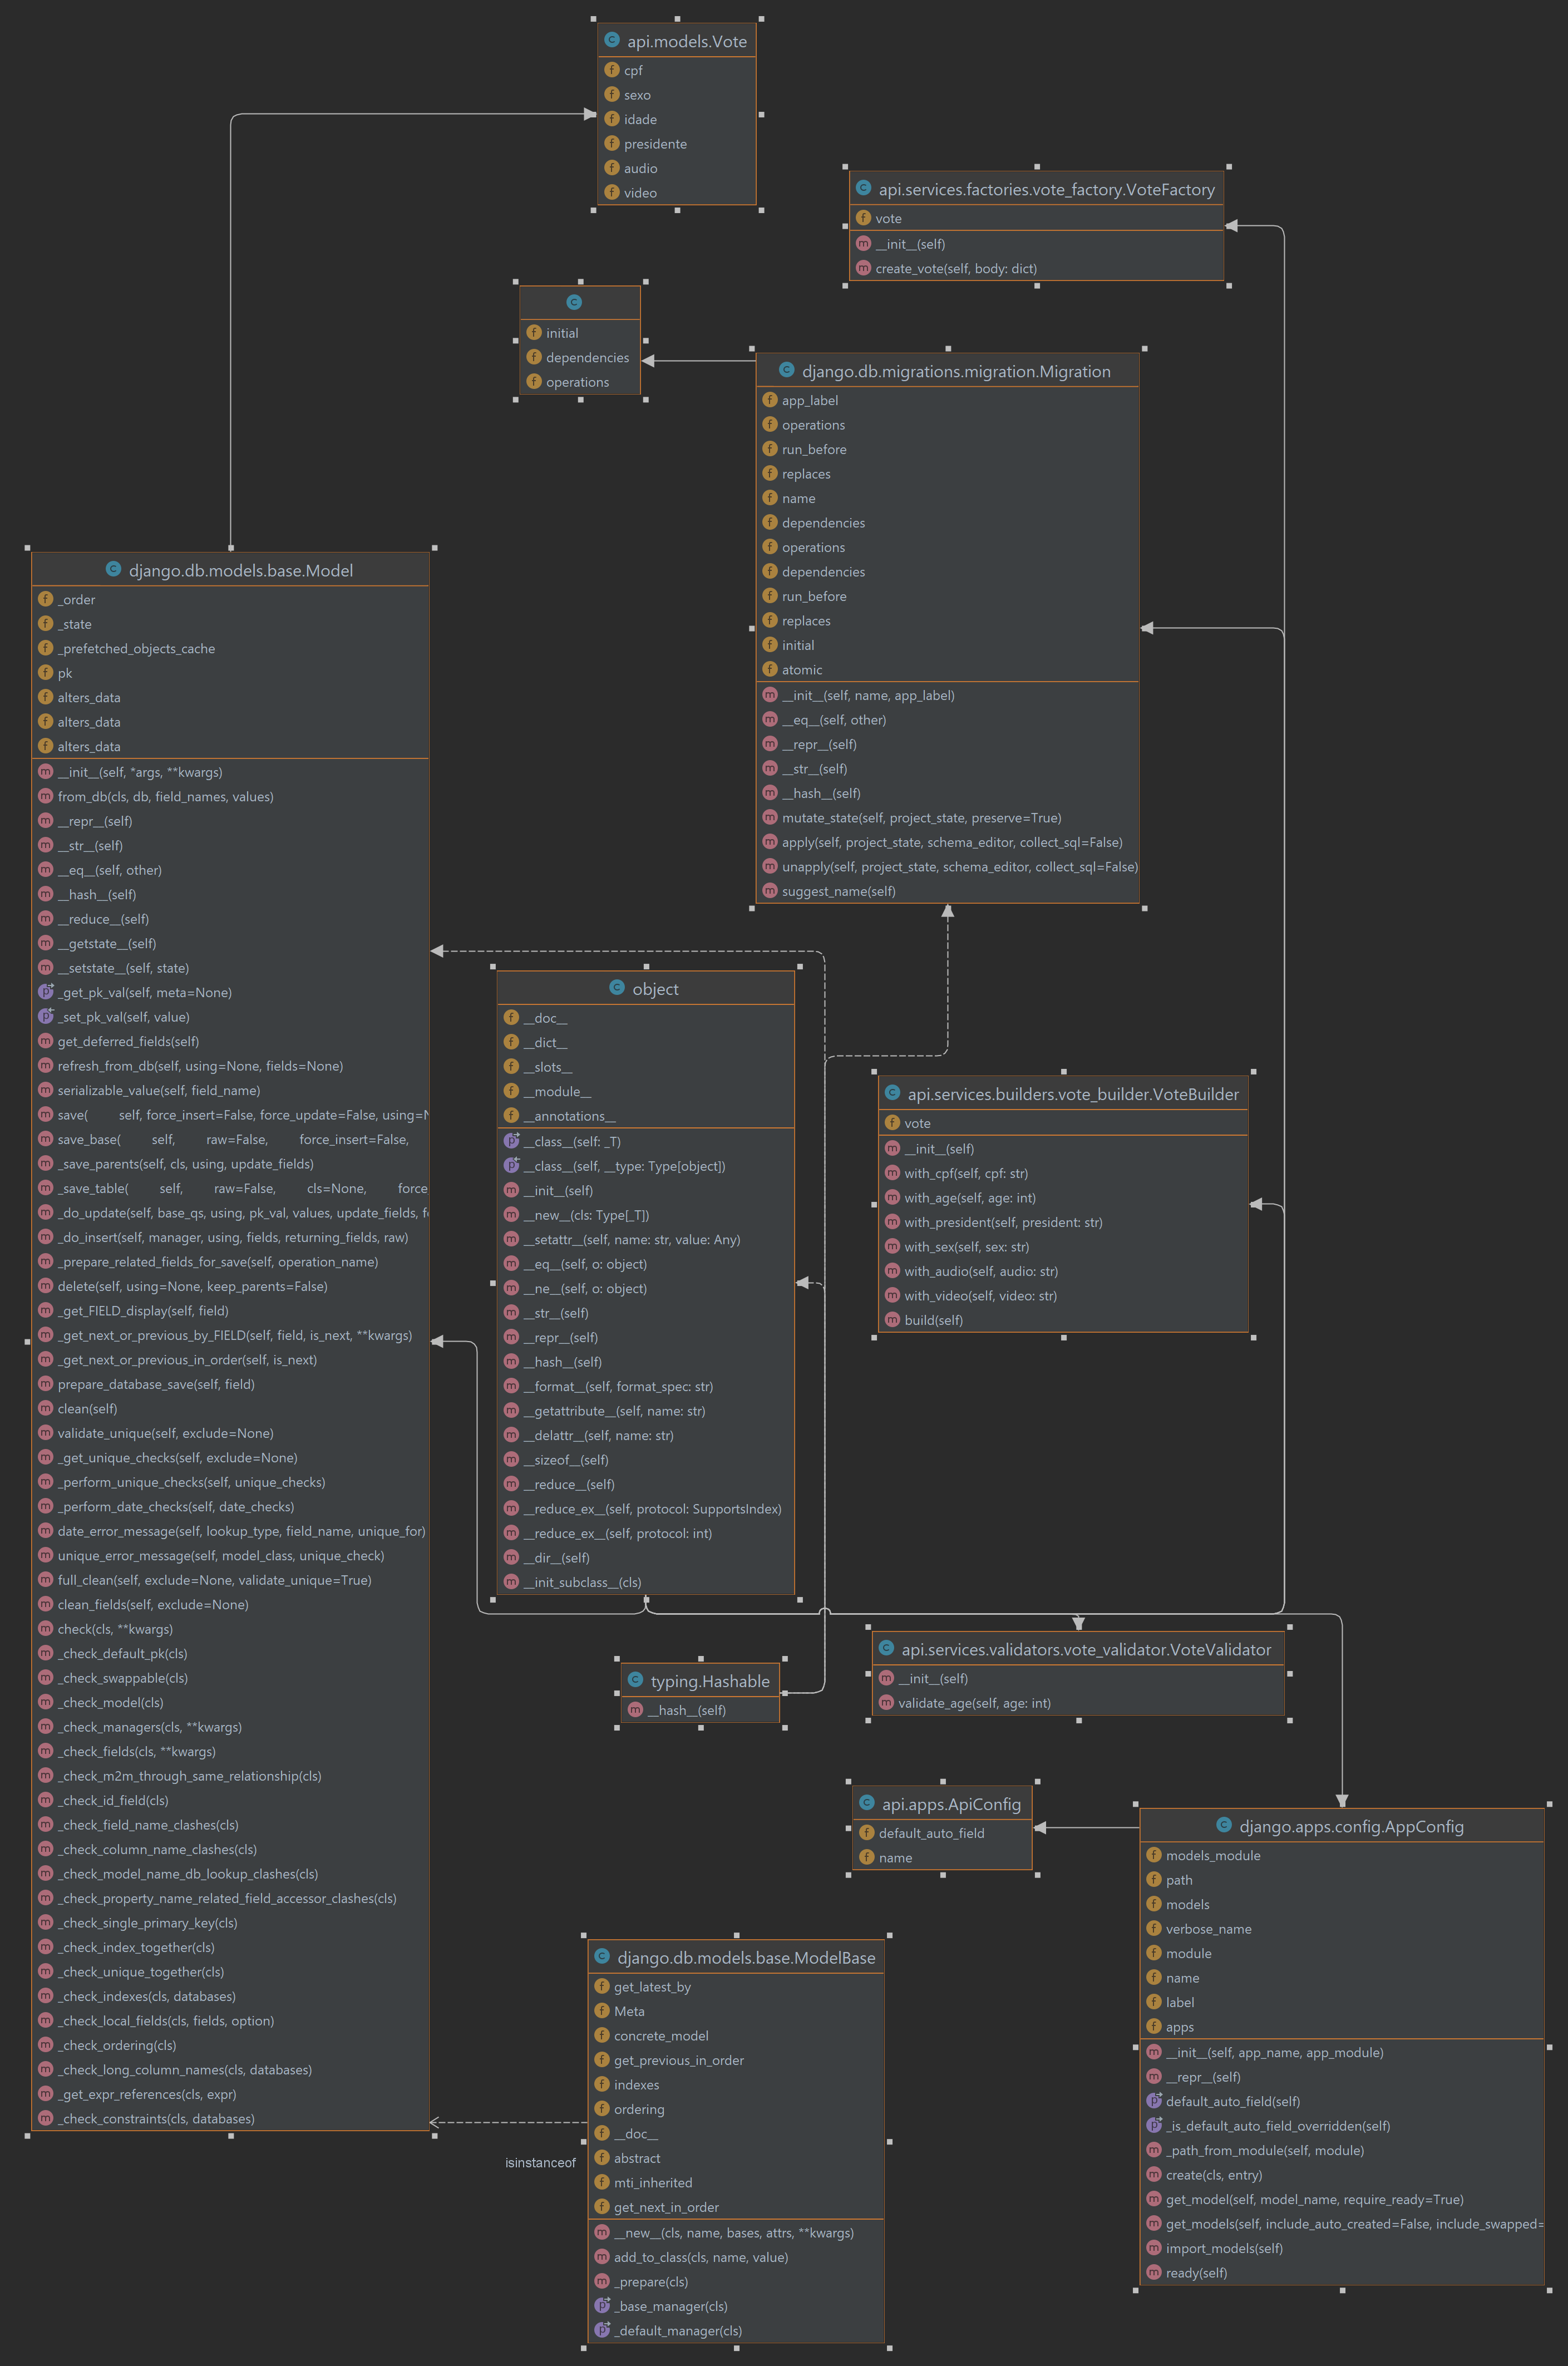 api.models.Vote
cpf
sexo
idade
presidente
audio
video
api.services.factories.vote_factory.VoteFactory
vote
__init__(self)
create_vote(self, body: dict)
initial
dependencies
operations
django.db.migrations.migration.Migration
app_label
operations
run_before
replaces
name
dependencies
operations
dependencies
run_before
replaces
initial
atomic
__init__(self, name, app_label)
__eq__(self, other)
__repr__(self)
__str__(self)
__hash__(self)
mutate_state(self, project_state, preserve=True)
apply(self, project_state, schema_editor, collect_sql=False)
unapply(self, project_state, schema_editor, collect_sql=False)
suggest_name(self)
django.db.models.base.Model
_order
_state
_prefetched_objects_cache
pk
alters_data
alters_data
alters_data
__init__(self, *args, **kwargs)
from_db(cls, db, field_names, values)
__repr__(self)
__str__(self)
__eq__(self, other)
__hash__(self)
__reduce__(self)
__getstate__(self)
__setstate__(self, state)
_get_pk_val(self, meta=None)
_set_pk_val(self, value)
get_deferred_fields(self)
refresh_from_db(self, using=None, fields=None)
serializable_value(self, field_name)
save( self, force_insert=False, force_update=False, using=N
save_base( self, raw=False, force_insert=False,
_save_parents(self, cls, using, update_fields)
_save_table( self, raw=False, cls=None, force_
_do_update(self, base_qs, using, pk_val, values, update_fields, fo
_do_insert(self, manager, using, fields, returning_fields, raw)
_prepare_related_fields_for_save(self, operation_name)
delete(self, using=None, keep_parents=False)
_get_FIELD_display(self, field)
_get_next_or_previous_by_FIELD(self, field, is_next, **kwargs)
_get_next_or_previous_in_order(self, is_next)
prepare_database_save(self, field)
clean(self)
validate_unique(self, exclude=None)
_get_unique_checks(self, exclude=None)
_perform_unique_checks(self, unique_checks)
_perform_date_checks(self, date_checks)
date_error_message(self, lookup_type, field_name, unique_for)
unique_error_message(self, model_class, unique_check)
full_clean(self, exclude=None, validate_unique=True)
clean_fields(self, exclude=None)
check(cls, **kwargs)
_check_default_pk(cls)
_check_swappable(cls)
_check_model(cls)
_check_managers(cls, **kwargs)
_check_fields(cls, **kwargs)
_check_m2m_through_same_relationship(cls)
_check_id_field(cls)
_check_field_name_clashes(cls)
_check_column_name_clashes(cls)
_check_model_name_db_lookup_clashes(cls)
_check_property_name_related_field_accessor_clashes(cls)
_check_single_primary_key(cls)
_check_index_together(cls)
_check_unique_together(cls)
_check_indexes(cls, databases)
_check_local_fields(cls, fields, option)
_check_ordering(cls)
_check_long_column_names(cls, databases)
_get_expr_references(cls, expr)
_check_constraints(cls, databases)
object
__doc__
__dict__
__slots__
__module__
__annotations__
__class__(self: _T)
__class__(self, __type: Type[object])
__init__(self)
__new__(cls: Type[_T])
__setattr__(self, name: str, value: Any)
__eq__(self, o: object)
__ne__(self, o: object)
__str__(self)
__repr__(self)
__hash__(self)
__format__(self, format_spec: str)
__getattribute__(self, name: str)
__delattr__(self, name: str)
__sizeof__(self)
__reduce__(self)
__reduce_ex__(self, protocol: SupportsIndex)
__reduce_ex__(self, protocol: int)
__dir__(self)
__init_subclass__(cls)
api.services.builders.vote_builder.VoteBuilder
vote
__init__(self)
with_cpf(self, cpf: str)
with_age(self, age: int)
with_president(self, president: str)
with_sex(self, sex: str)
with_audio(self, audio: str)
with_video(self, video: str)
build(self)
api.services.validators.vote_validator.VoteValidator
__init__(self)
validate_age(self, age: int)
typing.Hashable
__hash__(self)
api.apps.ApiConfig
default_auto_field
name
django.apps.config.AppConfig
models_module
path
models
verbose_name
module
name
label
apps
__init__(self, app_name, app_module)
__repr__(self)
default_auto_field(self)
_is_default_auto_field_overridden(self)
_path_from_module(self, module)
create(cls, entry)
get_model(self, model_name, require_ready=True)
get_models(self, include_auto_created=False, include_swapped=
import_models(self)
ready(self)
django.db.models.base.ModelBase
get_latest_by
Meta
concrete_model
get_previous_in_order
indexes
ordering
__doc__
abstract
mti_inherited
get_next_in_order
__new__(cls, name, bases, attrs, **kwargs)
add_to_class(cls, name, value)
_prepare(cls)
_base_manager(cls)
_default_manager(cls)
isinstanceof